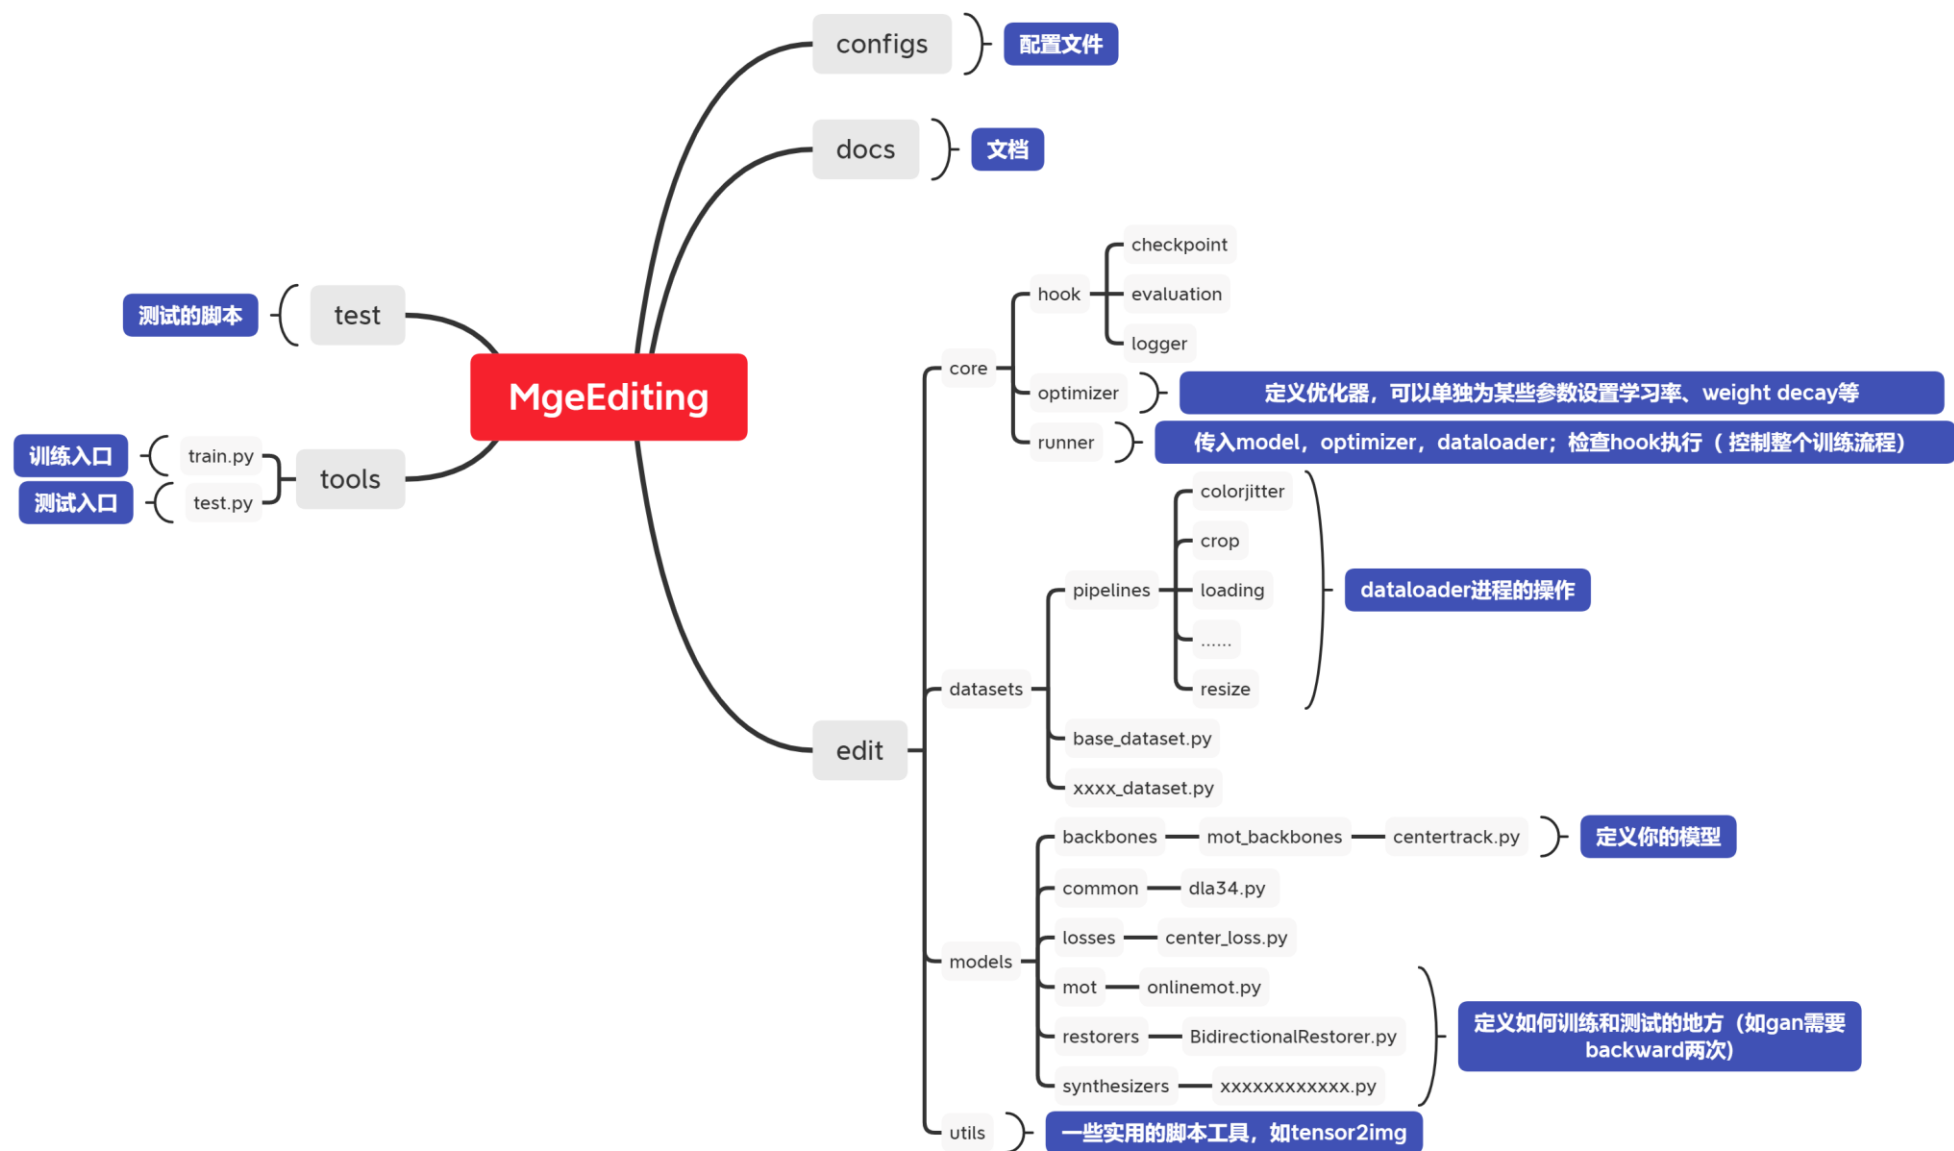 configs
配置文件
docs
文档
测试的脚本
test
MgeEditing
训练入口
train.py
测试入口
test.py
tools
edit
core
hook
checkpoint
evaluation
logger
optimizer
定义优化器，可以单独为某些参数设置学习率、weight decay等
runner
传入model，optimizer，dataloader；检查hook执行（ 控制整个训练流程）
datasets
pipelines
colorjitter
crop
loading
......
resize
dataloader进程的操作
base_dataset.py
xxxx_dataset.py
models
backbones
mot_backbones
centertrack.py
定义你的模型
common
dla34.py
losses
center_loss.py
mot
onlinemot.py
restorers
BidirectionalRestorer.py
synthesizers
xxxxxxxxxxxx.py
定义如何训练和测试的地方（如gan需要
backward两次)
utils
一些实用的脚本工具，如tensor2img